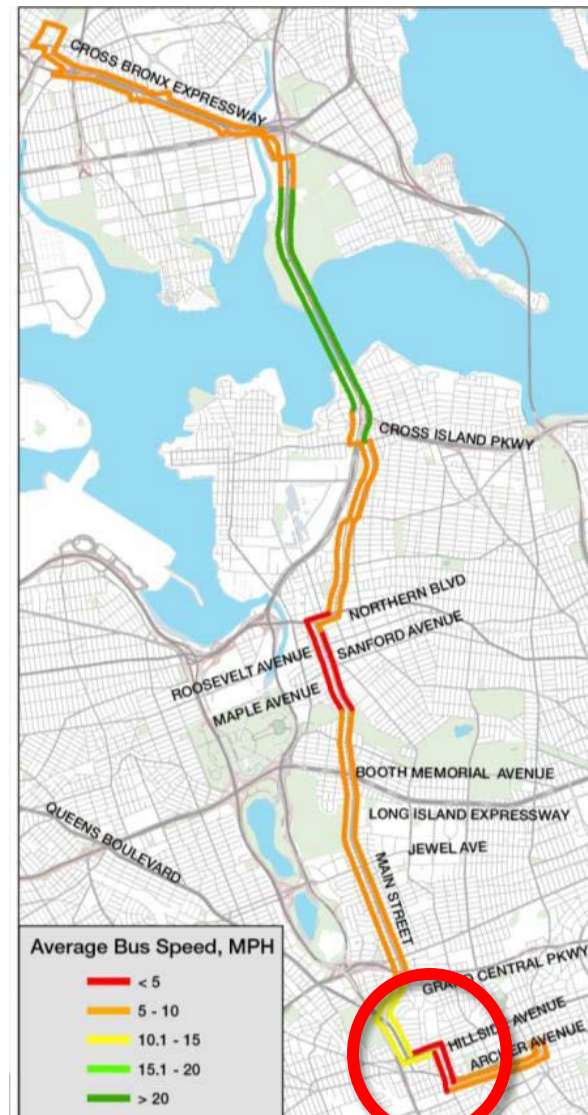 CROSS BRONX EXPRESSWAY
CROSS ISLAND PKWY
NORTHERN BLVD
SANFORD AVENUE
ROOSEVELT AVENUE
MAPLE AVENUE
BOOTH MEMORIAL AVENUE
LONG ISLAND EXPRESSWAY
JEWEL AVE
QUEENS BOULEVARD
MAIN STREET
GRAND CENTRAL PKWY
HILLSIDE AVENUE
ARCHER AVENUE
Average Bus Speed, MPH
< 5
5 - 10
10.1 - 15
15.1 - 20
> 20